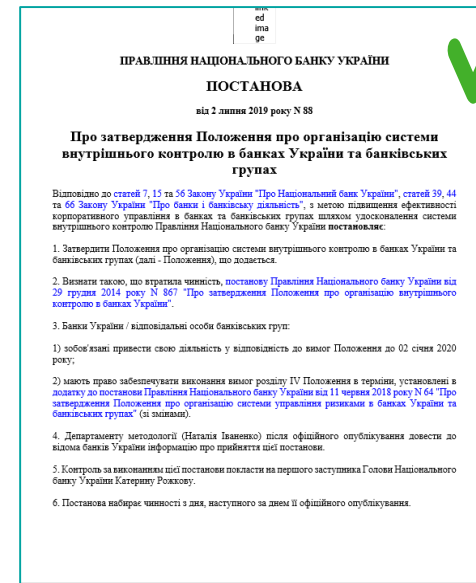 ed
ima
ge
ПРАВЛІННЯ НАЦІОНАЛЬНОГО БАНКУ УКРАЇНИ
ПОСТАНОВА
від 2 липня 2019 року N 88
Про затвердження Положення про організацію системи
внутрішнього контролю в банках України та банківських
групах
Відповідно до статей 7, 15 та 56 Закону України "Про Національний банк України", статей 39, 44
та 66 Закону України "Про банки і банківську діяльність", з метою підвищення ефективності
корпоративного управління в банках та банківських групах шляхом удосконалення системи
внутрішнього контролю Правління Національного банку України постановляє:
1. Затвердити Положення про організацію системи внутрішнього контролю в банках України та
банківських групах (далі - Положення), що додається.
2. Визнати такою, що втратила чинність, постанову Правління Національного банку України від
29 грудня 2014 року N 867 "Про затвердження Положення про організацію внутрішнього
контролю в банках України".
3. Банки України / відповідальні особи банківських груп:
1) зобов'язані привести свою діяльність у відповідність до вимог Положення до 02 січня 2020
року;
2) мають право забезпечувати виконання вимог розділу IV Положення в терміни, установлені в
додатку до постанови Правління Національного банку України від 11 червня 2018 року N 64 "Про
затвердження Положення про організацію системи управління ризиками в банках України та
банківських групах" (зі змінами).
4. Департаменту методології (Наталія Іваненко) після офіційного опублікування довести до
відома банків України інформацію про прийняття цієї постанови.
5. Контроль за виконанням цієї постанови покласти на першого заступника Голови Національного
банку України Катерину Рожкову.
6. Постанова набирає чинності з дня, наступного за днем її офіційного опублікування.